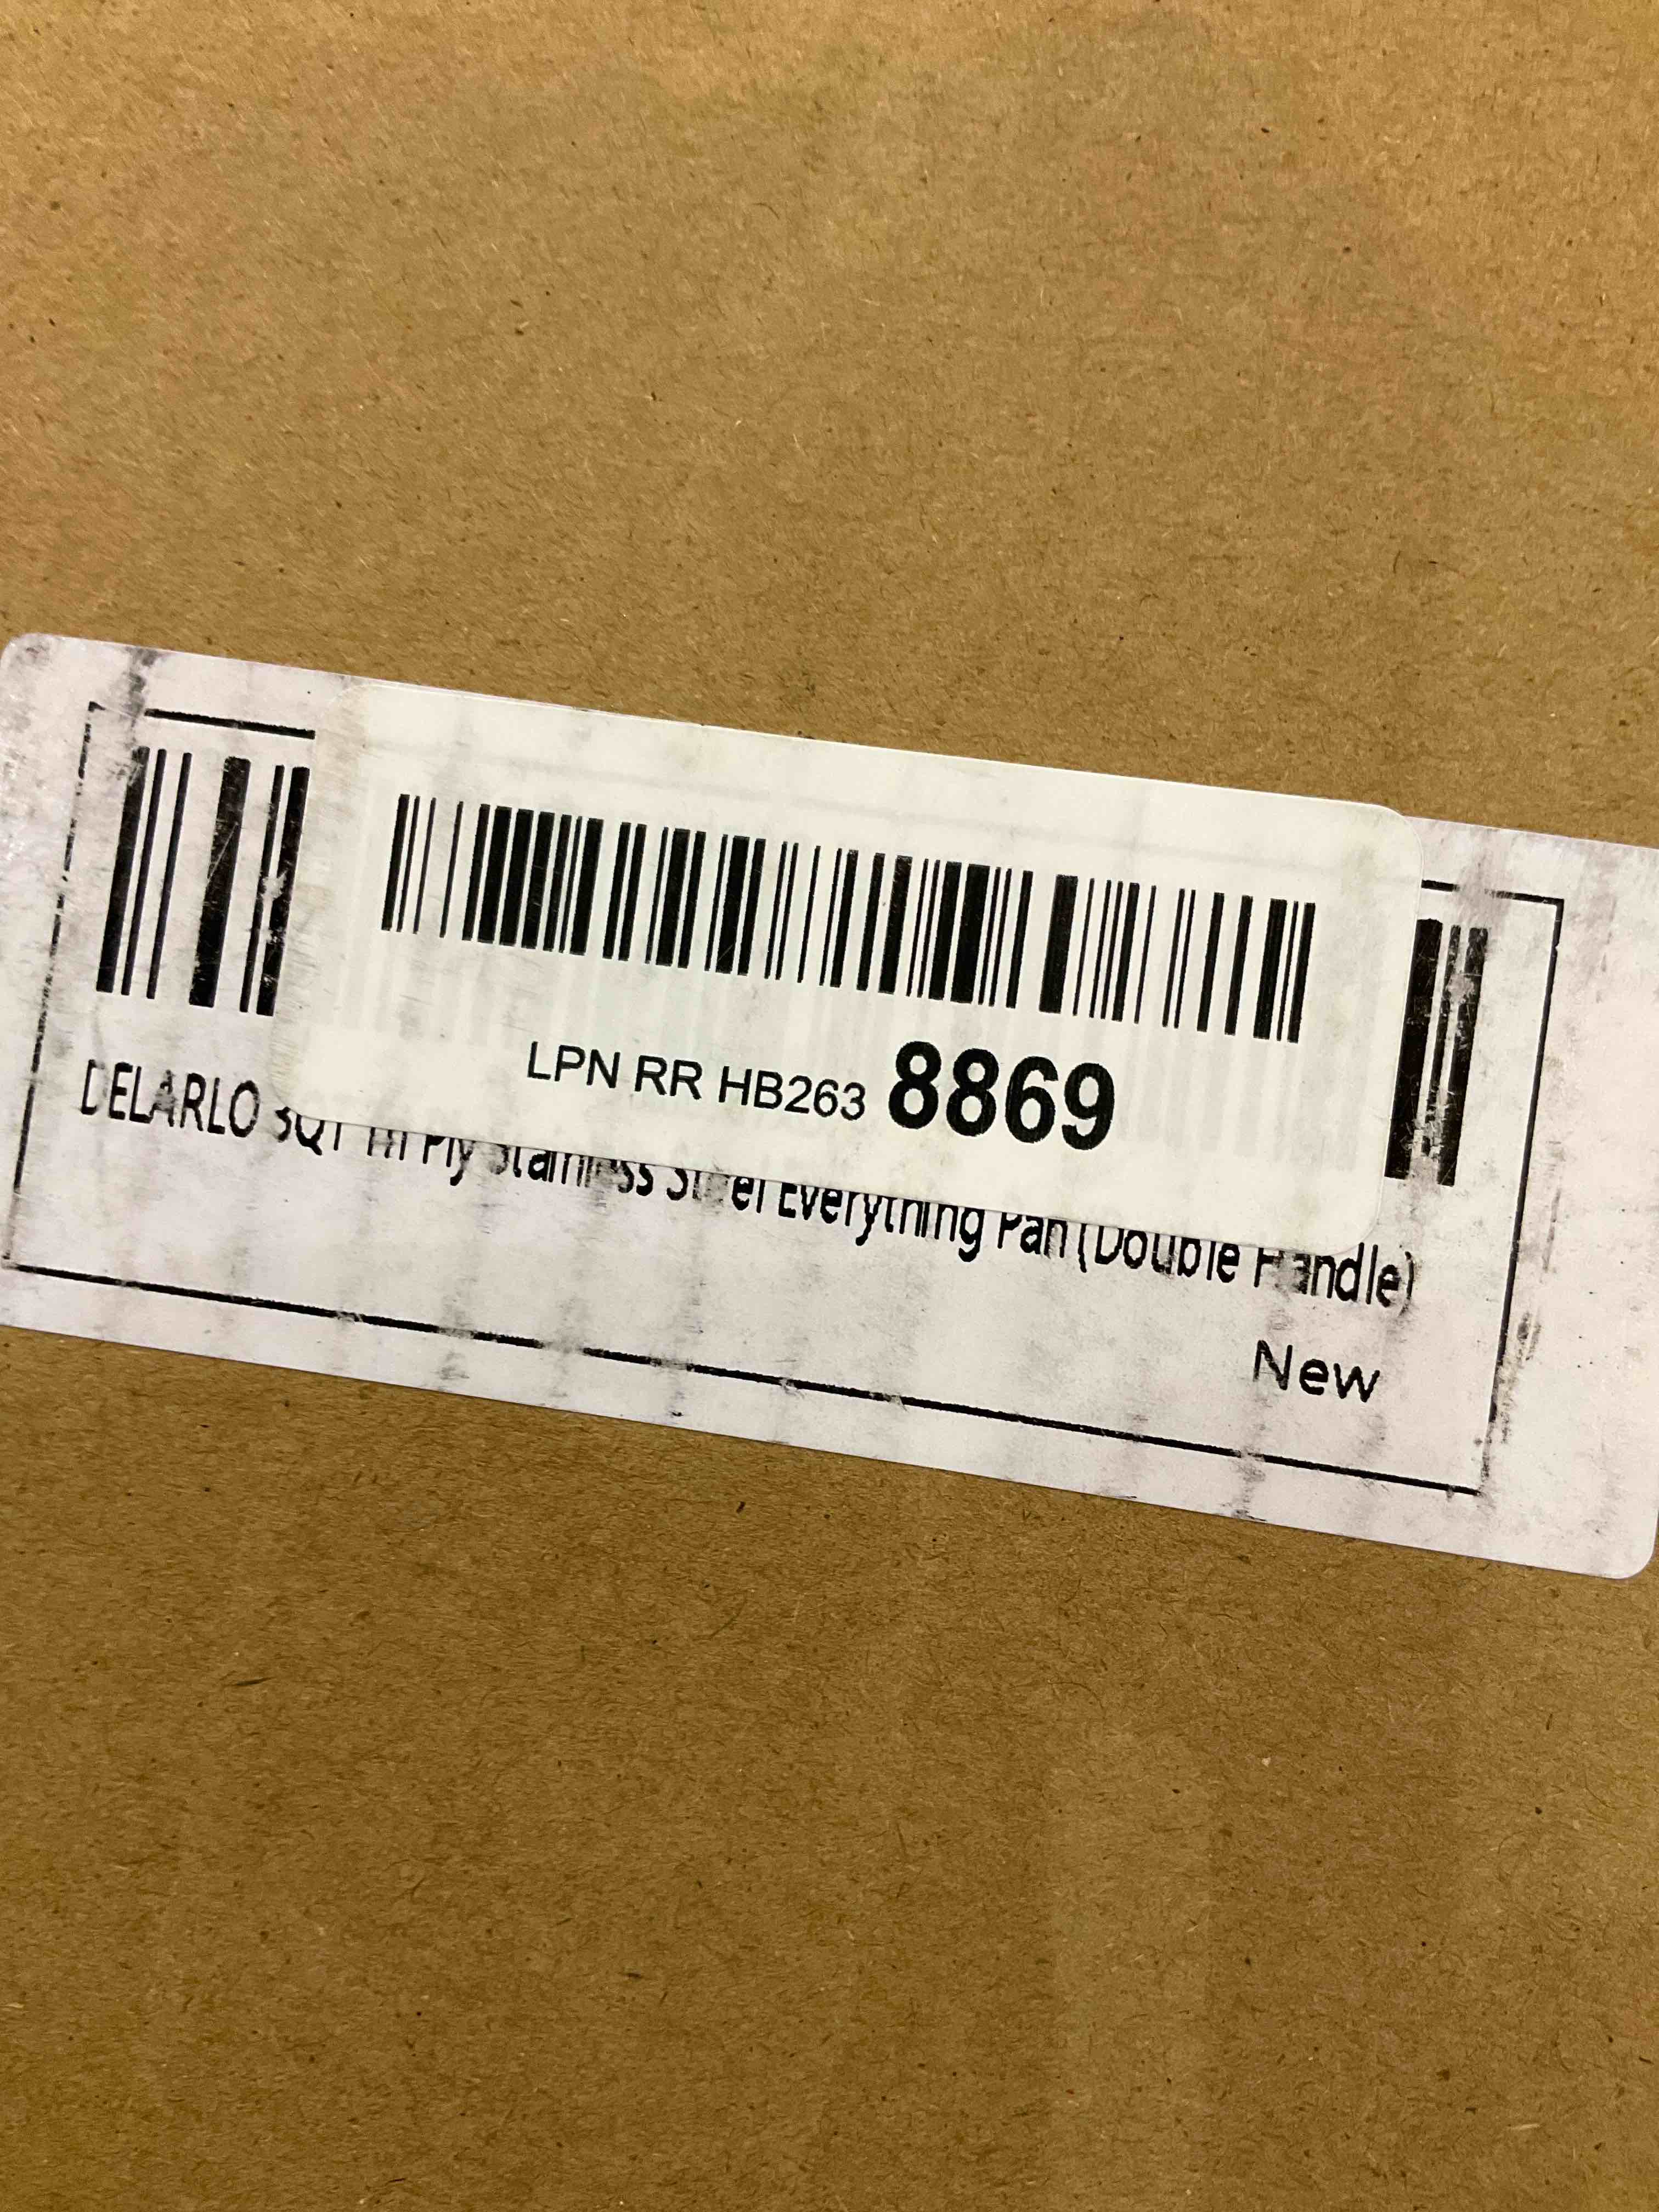 LPN RR HB263 8869
DELARLO 3QT Tri Ply Stainless Steel Everything Pan (Double Handle)
New